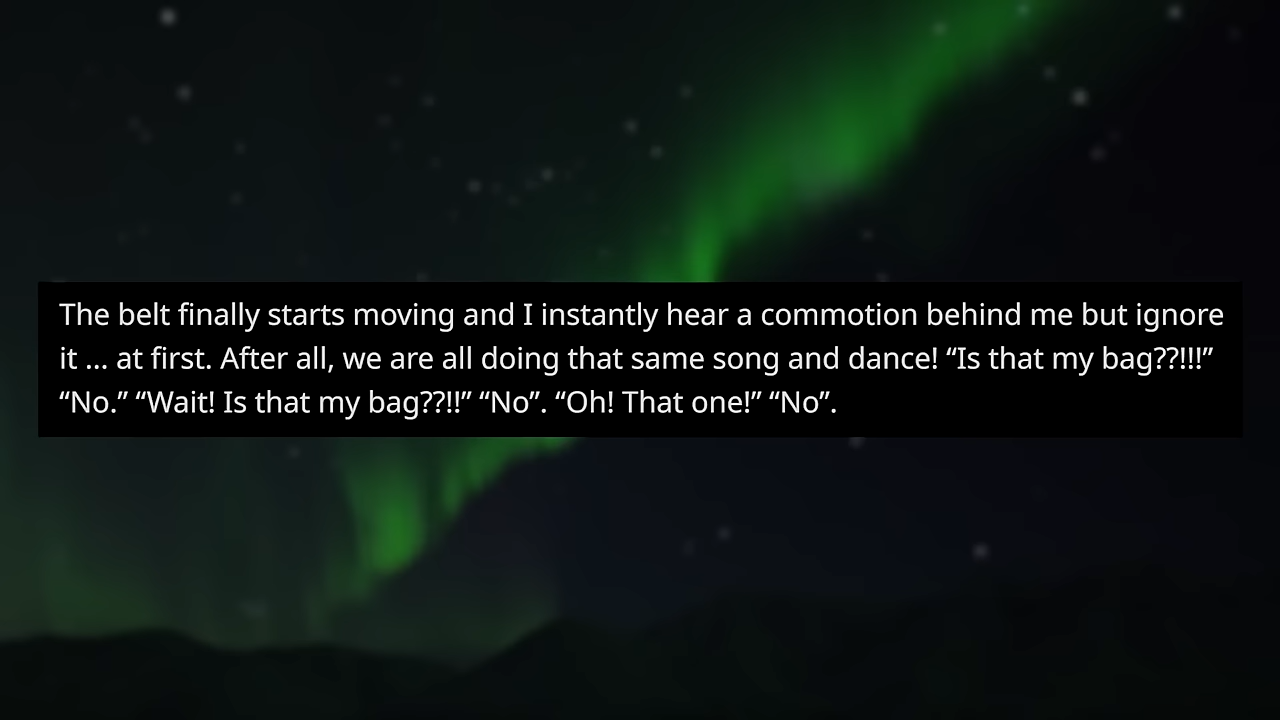 The belt finally starts moving and I instantly hear a commotion behind me but ignore
it ... at first. After all, we are all doing that same song and dance! “Is that my bag??!!!”
“No.” “Wait! Is that my bag??!!” “No”. “Oh! That one!” “No”.